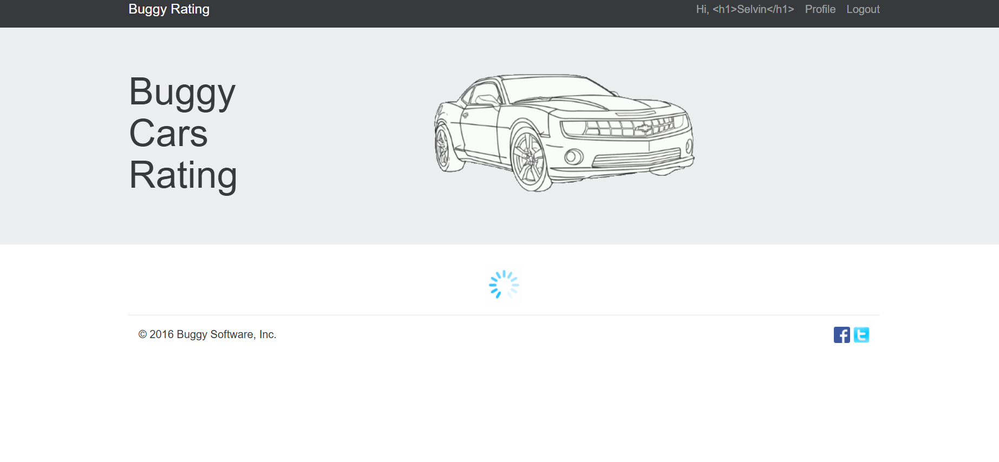 Buggy Rating
Hi, <h1>Selvin</h1> Profile Logout
Buggy
Cars
Rating
© 2016 Buggy Software, Inc.